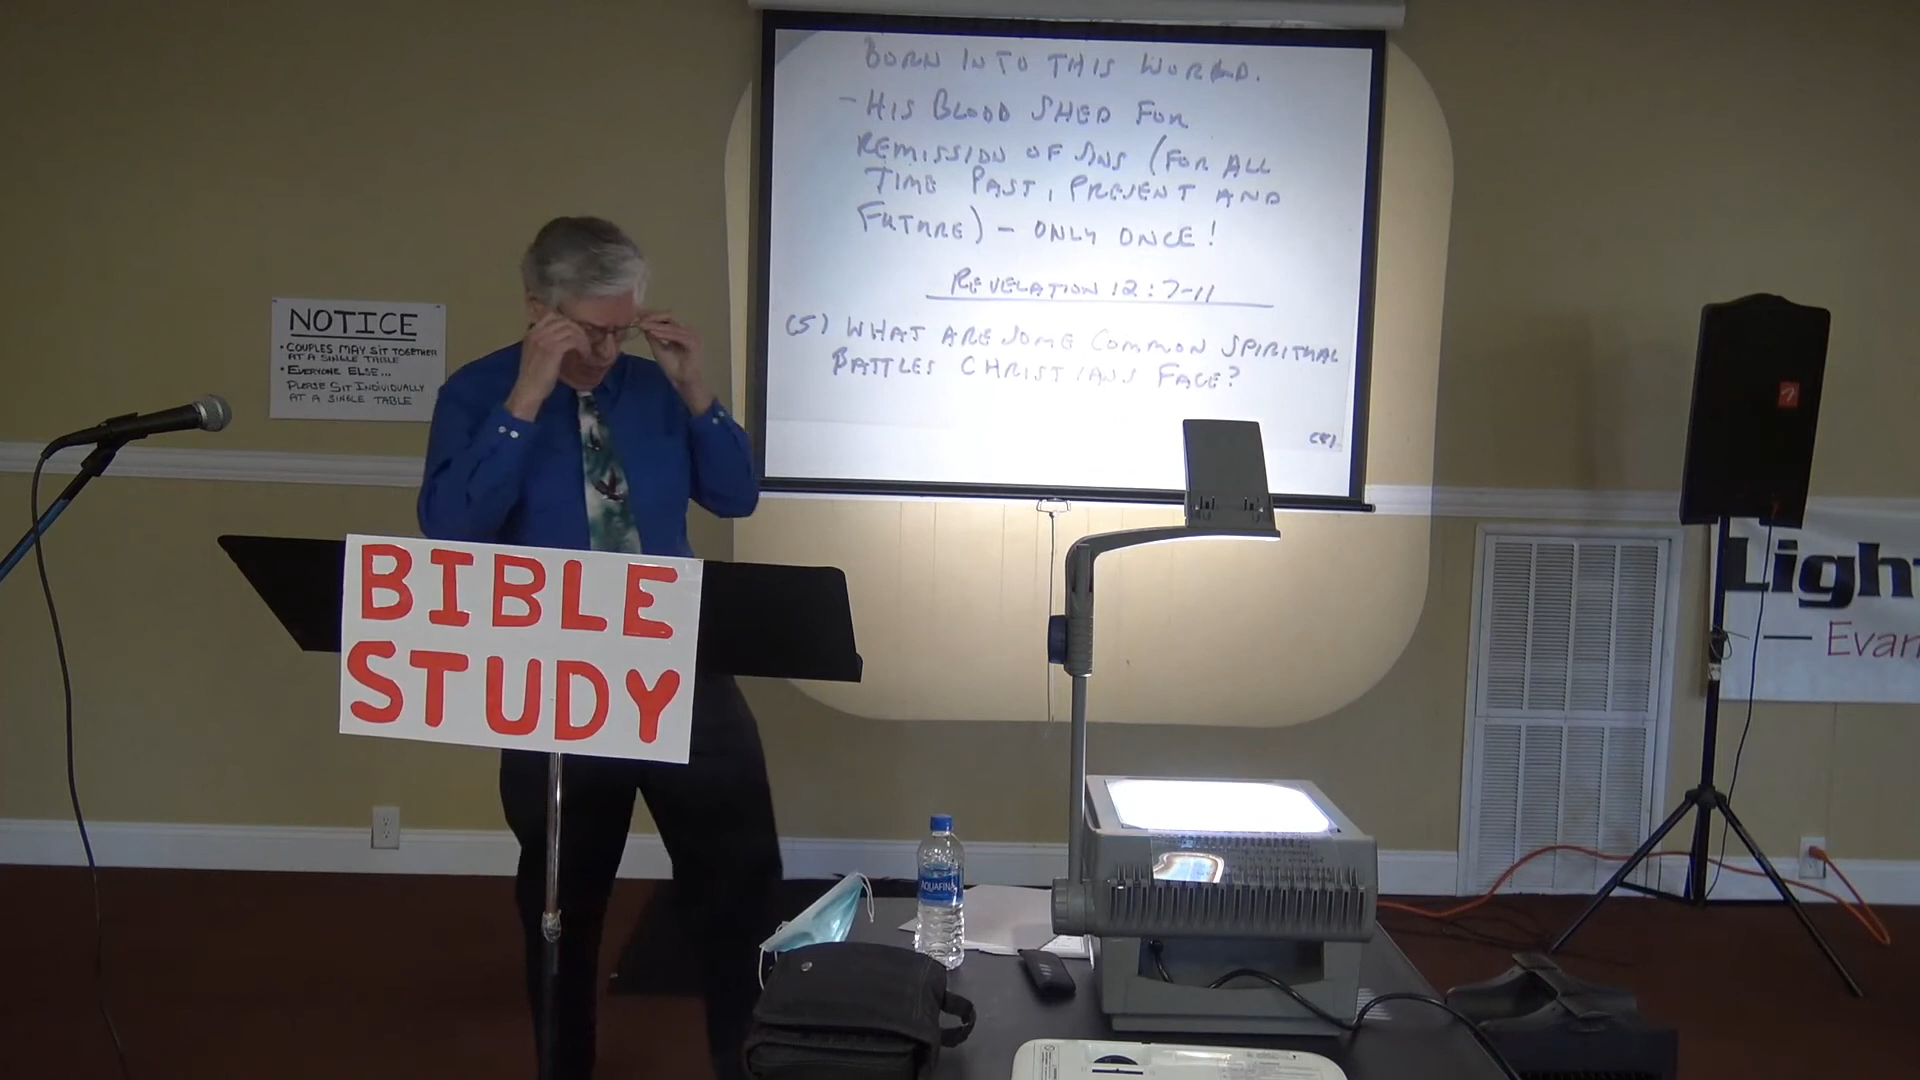 BORN INTO THIS WORLD.
- HIS BLOOD SHED FOR
REMISSION OF SINS (FOR ALL
TIME PAST, PRESENT AND
FUTURE) - ONLY ONCE!
REVELATION 12:7-11
(5) WHAT ARE SOME COMMON SPIRITUAL
BATTLES CHRISTIANS FACE?
NOTICE
• COUPLES MAY SIT TOGETHER
AT A SINGLE TABLE
• EVERYONE ELSE...
PLEASE SIT INDIVIDUALLY
AT A SINGLE TABLE
BIBLE
STUDY
Ligh
— Evan
AQUAFINA